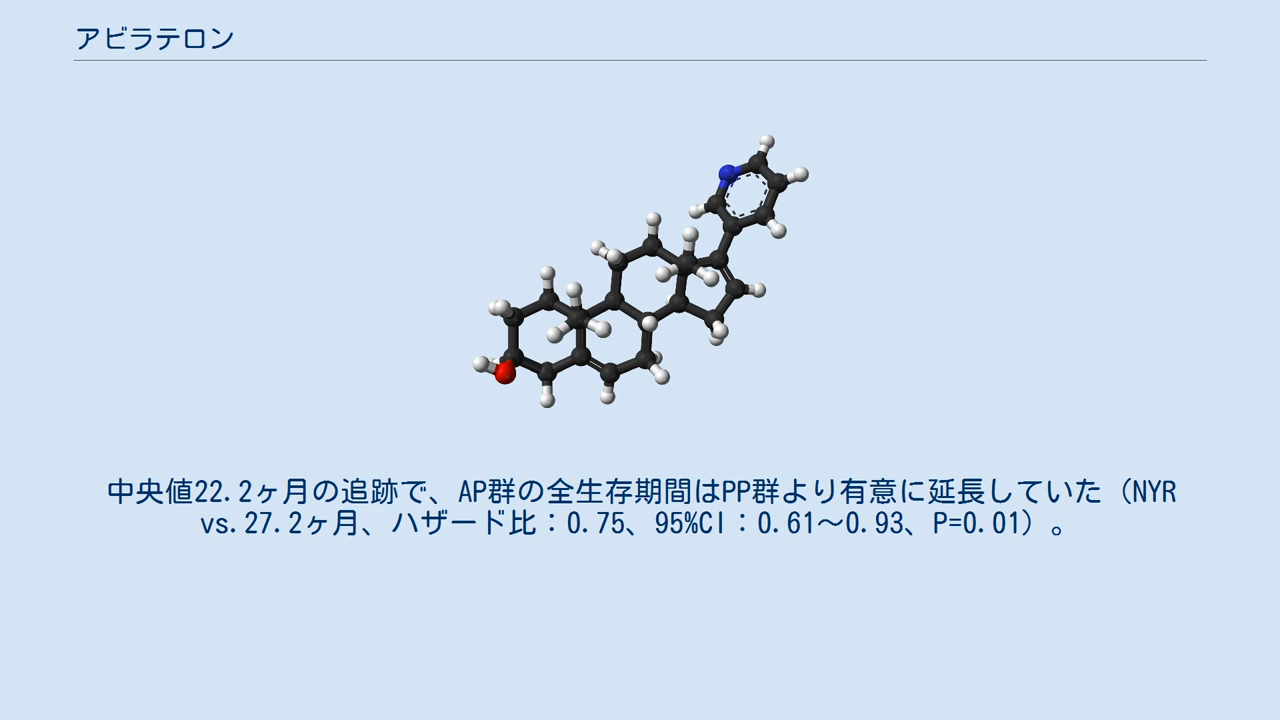 アビラテロン
中央値22.2ヶ月の追跡で、AP群の全生存期間はPP群より有意に延長していた（NYR
vs.27.2ヶ月、ハザード比：0.75、95%CI：0.61〜0.93、P=0.01）。